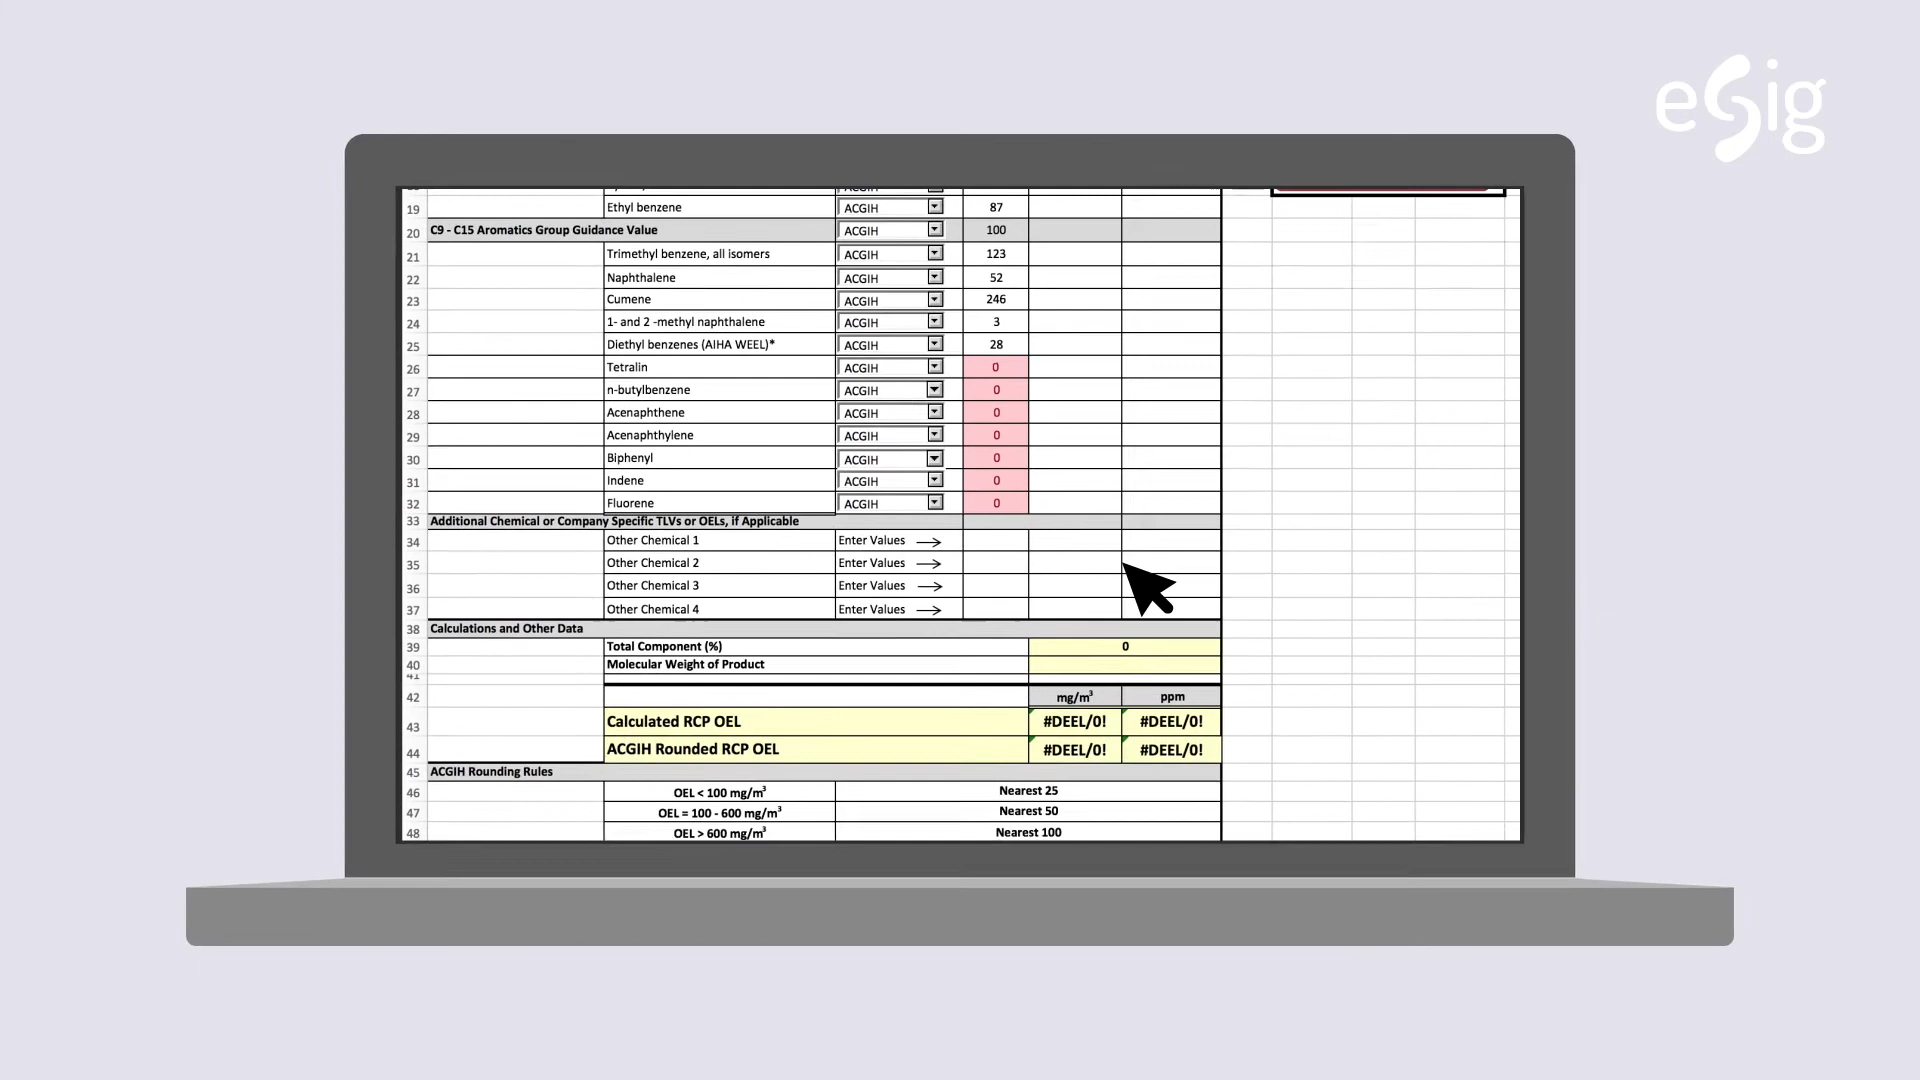 eSig
19 Ethyl benzene ACGIH 87
20 C9 - C15 Aromatics Group Guidance Value ACGIH 100
21 Trimethyl benzene, all isomers ACGIH 123
22 Naphthalene ACGIH 52
23 Cumene ACGIH 246
24 1- and 2 -methyl naphthalene ACGIH 3
25 Diethyl benzenes (AIHA WEEL)* ACGIH 28
26 Tetralin ACGIH 0
27 n-butylbenzene ACGIH 0
28 Acenaphthene ACGIH 0
29 Acenaphthylene ACGIH 0
30 Biphenyl ACGIH 0
31 Indene ACGIH 0
32 Fluorene ACGIH 0
33 Additional Chemical or Company Specific TLVs or OELs, if Applicable
34 Other Chemical 1 Enter Values →
35 Other Chemical 2 Enter Values →
36 Other Chemical 3 Enter Values →
37 Other Chemical 4 Enter Values →
38 Calculations and Other Data
39 Total Component (%) 0
40 Molecular Weight of Product
41
42 mg/m³ ppm
43 Calculated RCP OEL #DEEL/0! #DEEL/0!
44 ACGIH Rounded RCP OEL #DEEL/0! #DEEL/0!
45 ACGIH Rounding Rules
46 OEL < 100 mg/m³ Nearest 25
47 OEL = 100 - 600 mg/m³ Nearest 50
48 OEL > 600 mg/m³ Nearest 100